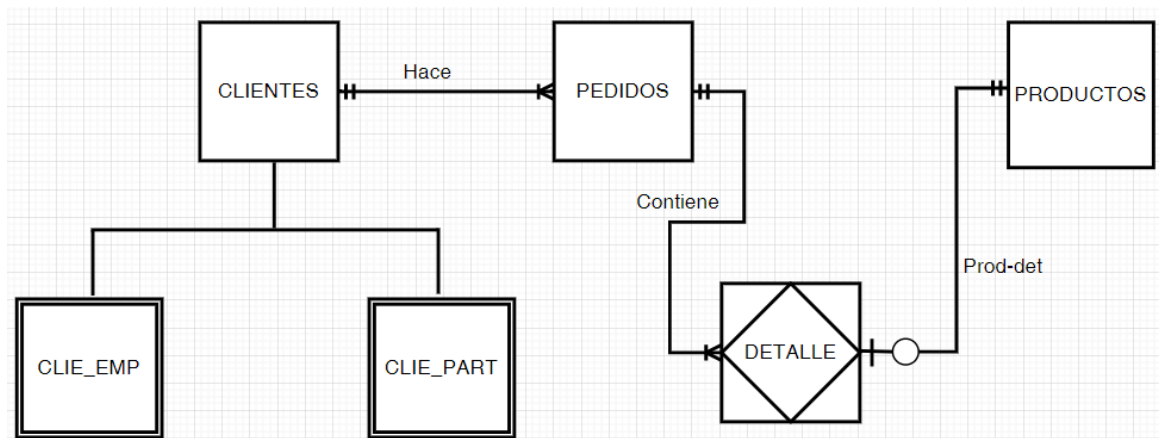 CLIENTES
Hace
PEDIDOS
PRODUCTOS
Contiene
Prod-det
CLIE_EMP
CLIE_PART
DETALLE